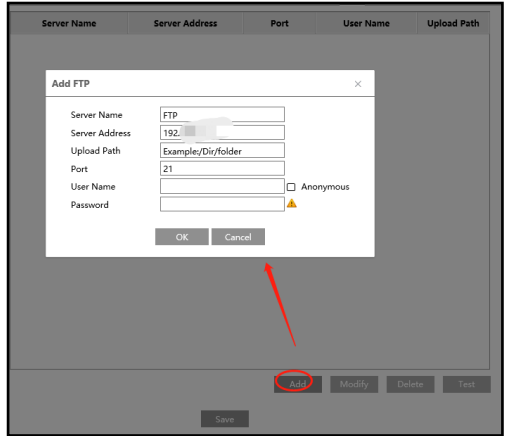 Server Name Server Address Port User Name Upload Path
Add FTP
Server Name FTP
Server Address 192.
Upload Path Example:/Dir/folder
Port 21
User Name Anonymous
Password
OK Cancel
Add Modify Delete Test
Save